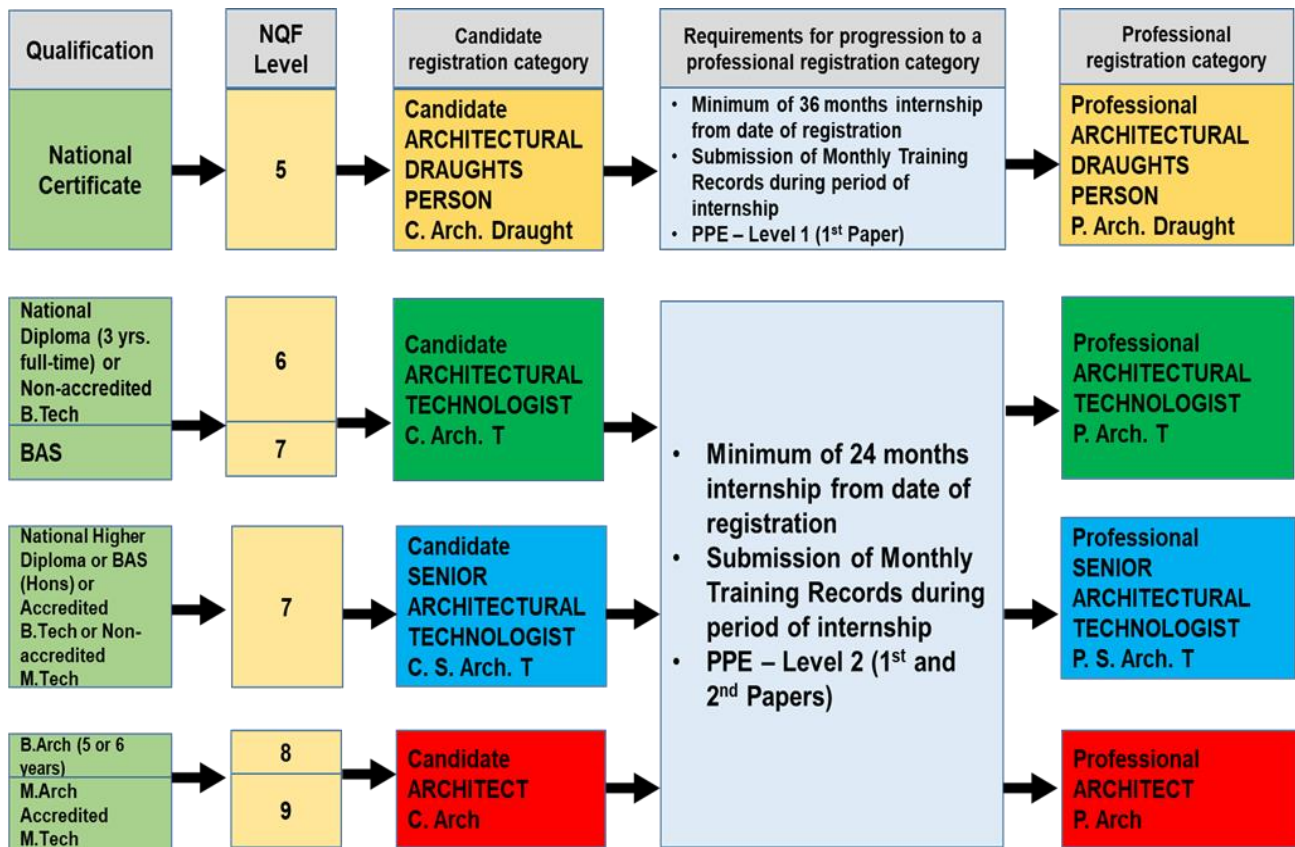 Qualification
NQF
Level
Candidate
registration category
Requirements for progression to a
professional registration category
Professional
registration category
National
Certificate
5
Candidate
ARCHITECTURAL
DRAUGHTS
PERSON
C. Arch. Draught
• Minimum of 36 months internship
from date of registration
• Submission of Monthly Training
Records during period of
internship
• PPE – Level 1 (1st Paper)
Professional
ARCHITECTURAL
DRAUGHTS
PERSON
P. Arch. Draught
National
Diploma (3 yrs.
full-time) or
Non-accredited
B.Tech
BAS
6
7
Candidate
ARCHITECTURAL
TECHNOLOGIST
C. Arch. T
• Minimum of 24 months
internship from date of
registration
• Submission of Monthly
Training Records during
period of internship
• PPE – Level 2 (1st and
2nd Papers)
Professional
ARCHITECTURAL
TECHNOLOGIST
P. Arch. T
National Higher
Diploma or BAS
(Hons) or
Accredited
B.Tech or Non-
accredited
M.Tech
7
Candidate
SENIOR
ARCHITECTURAL
TECHNOLOGIST
C. S. Arch. T
Professional
SENIOR
ARCHITECTURAL
TECHNOLOGIST
P. S. Arch. T
B.Arch (5 or 6
years)
M.Arch
Accredited
M.Tech
8
9
Candidate
ARCHITECT
C. Arch
Professional
ARCHITECT
P. Arch